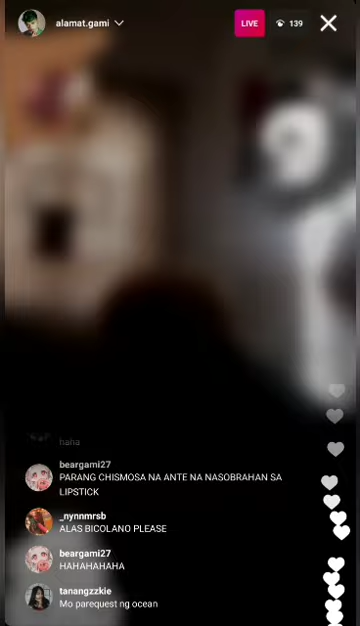 alamat.gami
LIVE
139
haha
beargami27
PARANG CHISMOSA NA ANTE NA NASOBRAHAN SA
LIPSTICK
_nynnmrsb
ALAS BICOLANO PLEASE
beargami27
HAHAHAHAHA
tanangzzkie
Mo parequest ng ocean